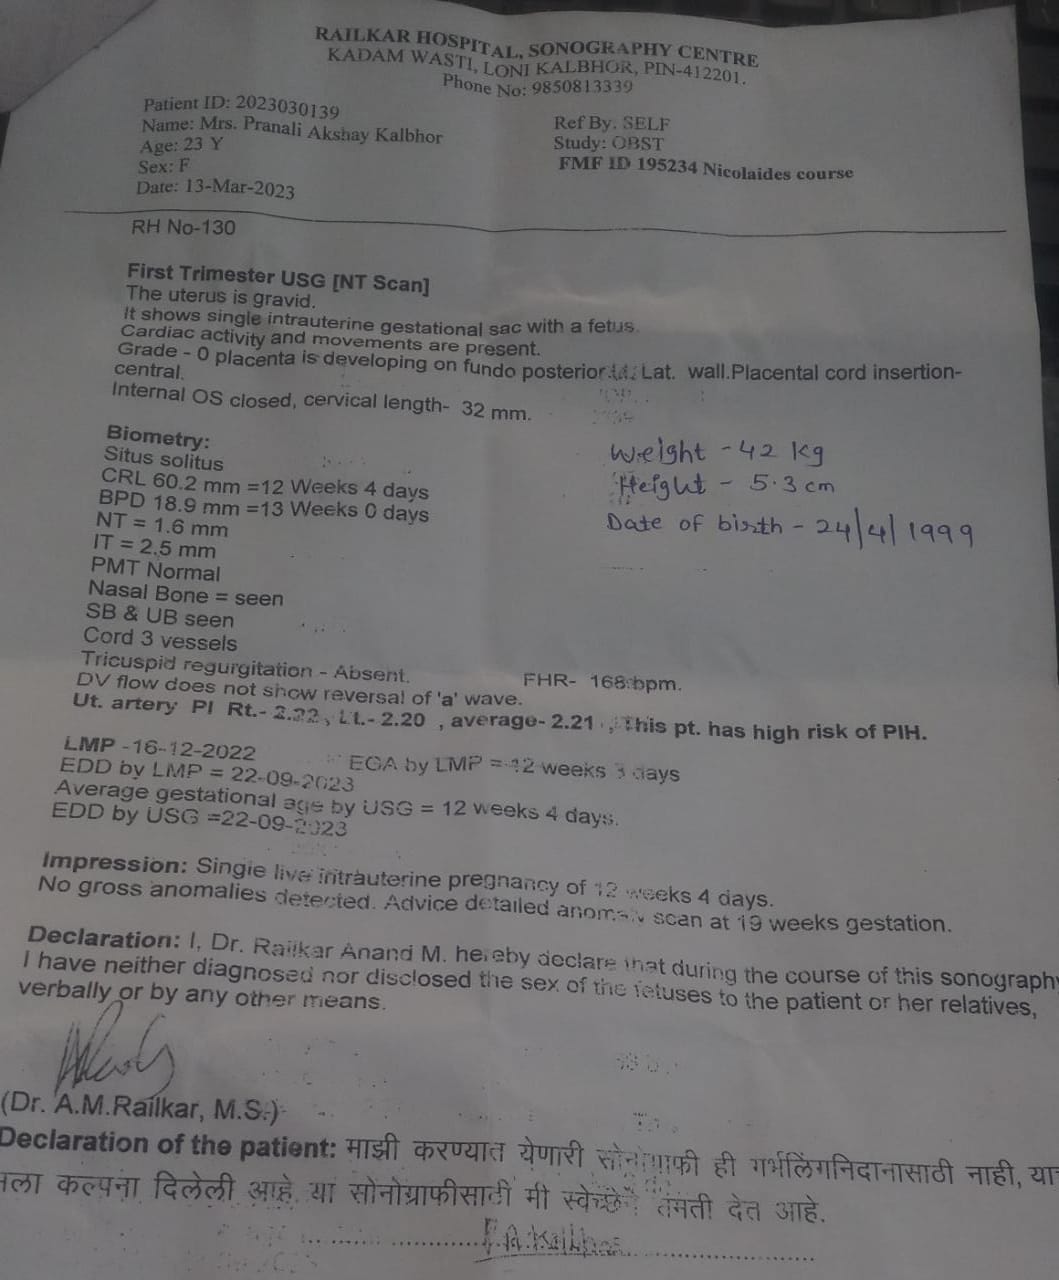 RAILKAR HOSPITAL, SONOGRAPHY CENTRE
KADAM WASTI, LONI KALBHOR, PIN-412201.
Phone No: 9850813339
Patient ID: 2023030139
Name: Mrs. Pranali Akshay Kalbhor
Age: 23 Y
Sex: F
Date: 13-Mar-2023
Ref By. SELF
Study: OBST
FMF ID 195234 Nicolaides course
RH No-130
First Trimester USG [NT Scan]
The uterus is gravid.
It shows single intrauterine gestational sac with a fetus.
Cardiac activity and movements are present.
Grade - 0 placenta is developing on fundo posterior Lat. wall.Placental cord insertion-
central.
Internal OS closed, cervical length- 32 mm.
Biometry:
Situs solitus
CRL 60.2 mm =12 Weeks 4 days
BPD 18.9 mm =13 Weeks 0 days
NT = 1.6 mm
IT = 2.5 mm
PMT Normal
Nasal Bone = seen
SB & UB seen
Cord 3 vessels
Tricuspid regurgitation - Absent.
FHR- 168 bpm.
Weight - 42 kg
Height - 5.3 cm
Date of birth - 24/4/1999
DV flow does not show reversal of 'a' wave.
Ut. artery PI Rt.- 2.22, Lt.- 2.20 , average- 2.21 , This pt. has high risk of PIH.
LMP -16-12-2022
EGA by LMP = 12 weeks 3 days
EDD by LMP = 22-09-2023
Average gestational age by USG = 12 weeks 4 days.
EDD by USG =22-09-2023
Impression: Single live intrauterine pregnancy of 12 weeks 4 days.
No gross anomalies detected. Advice detailed anomaly scan at 19 weeks gestation.
Declaration: I, Dr. Railkar Anand M. hereby declare that during the course of this sonography
I have neither diagnosed nor disclosed the sex of the fetuses to the patient or her relatives,
verbally or by any other means.
(Dr. A.M.Railkar, M.S.)
Declaration of the patient: माझी करण्यात येणारी सोनोग्राफी ही गर्भलिंगनिदानासाठी नाही, या
मला कल्पना दिलेली आहे. या सोनोग्राफीसाठी मी स्वेच्छेने संमती देत आहे.
P.A.Kalbhor